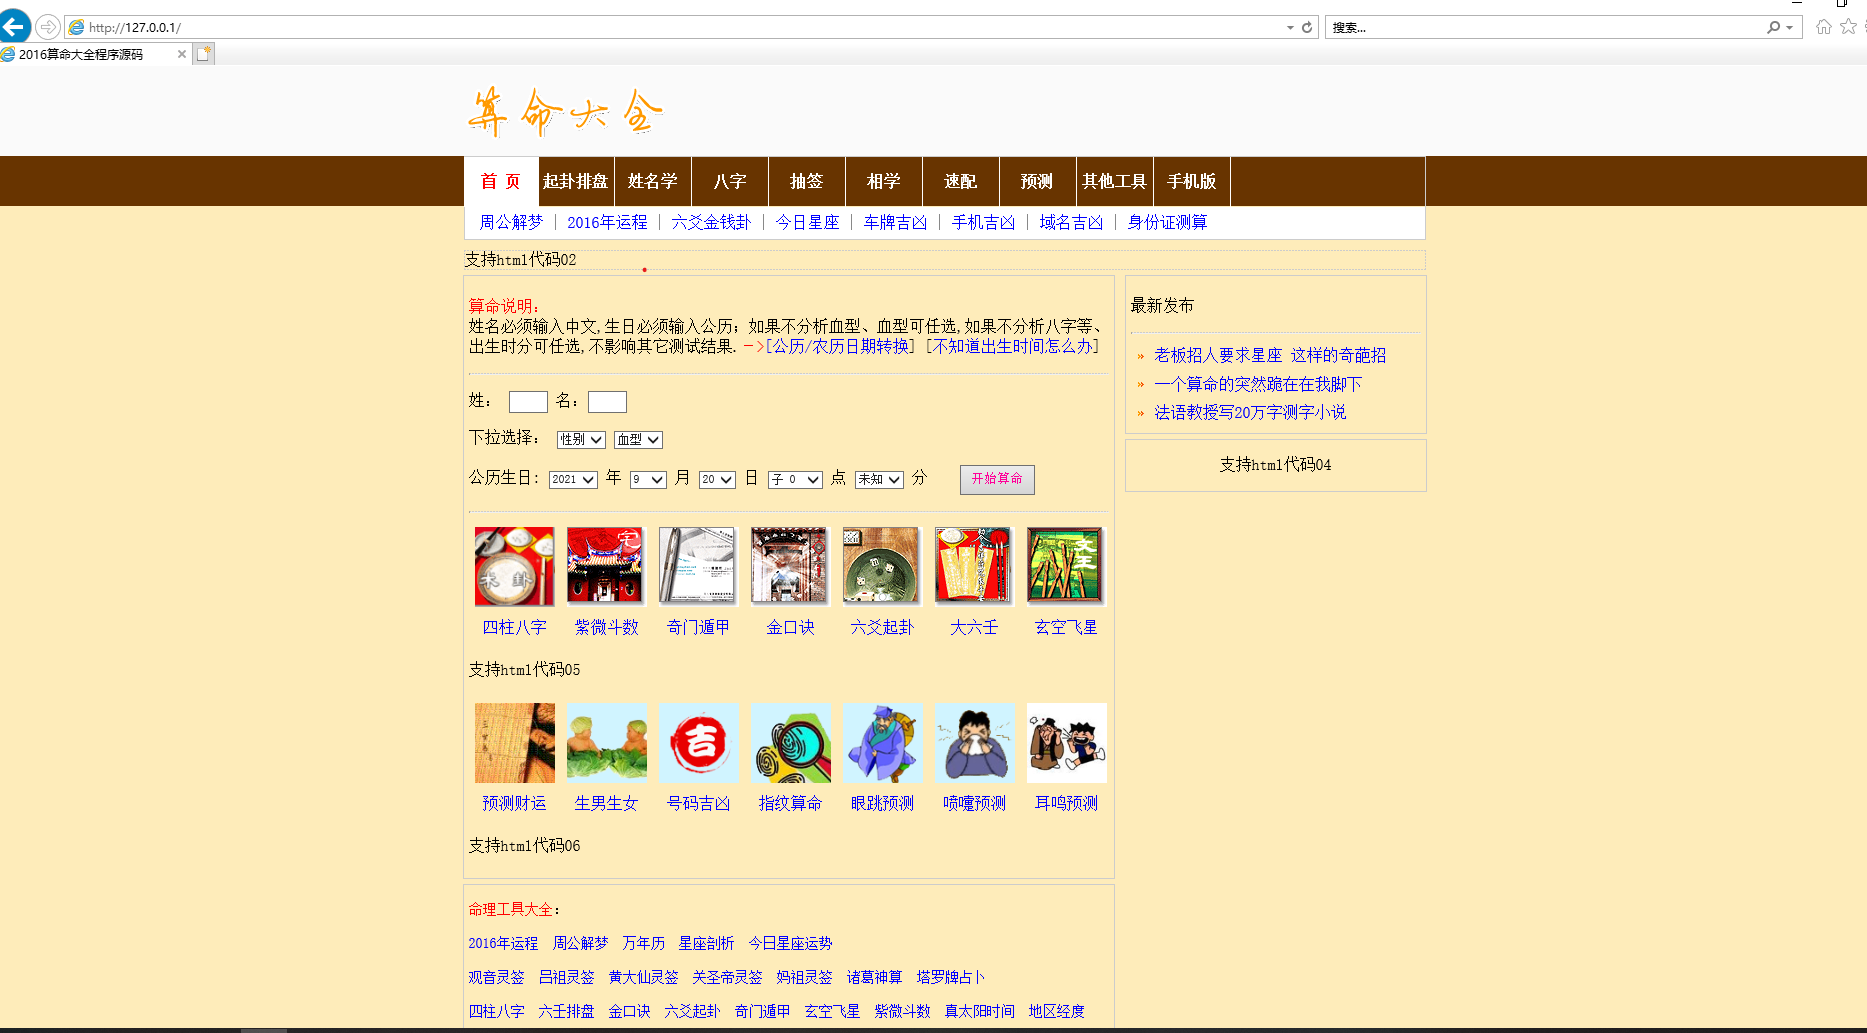 http://127.0.0.1/
搜索...
2016算命大全程序源码
算命大全
首 页 起卦排盘 姓名学 八字 抽签 相学 速配 预测 其他工具 手机版
周公解梦 | 2016年运程 | 六爻金钱卦 | 今日星座 | 车牌吉凶 | 手机吉凶 | 域名吉凶 | 身份证测算
支持html代码02
算命说明：
姓名必须输入中文,生日必须输入公历；如果不分析血型、血型可任选,如果不分析八字等、
出生时分可任选,不影响其它测试结果.－>[公历/农历日期转换] [不知道出生时间怎么办]
姓： 名：
下拉选择： 性别 血型
公历生日: 2021 年 9 月 20 日 子 0 点 未知 分 开始算命
四柱八字 紫微斗数 奇门遁甲 金口诀 六爻起卦 大六壬 玄空飞星
支持html代码05
吉
预测财运 生男生女 号码吉凶 指纹算命 眼跳预测 喷嚏预测 耳鸣预测
支持html代码06
命理工具大全：
2016年运程 周公解梦 万年历 星座剖析 今日星座运势
观音灵签 吕祖灵签 黄大仙灵签 关圣帝灵签 妈祖灵签 诸葛神算 塔罗牌占卜
四柱八字 六壬排盘 金口诀 六爻起卦 奇门遁甲 玄空飞星 紫微斗数 真太阳时间 地区经度
最新发布
» 老板招人要求星座 这样的奇葩招
» 一个算命的突然跪在在我脚下
» 法语教授写20万字测字小说
支持html代码04